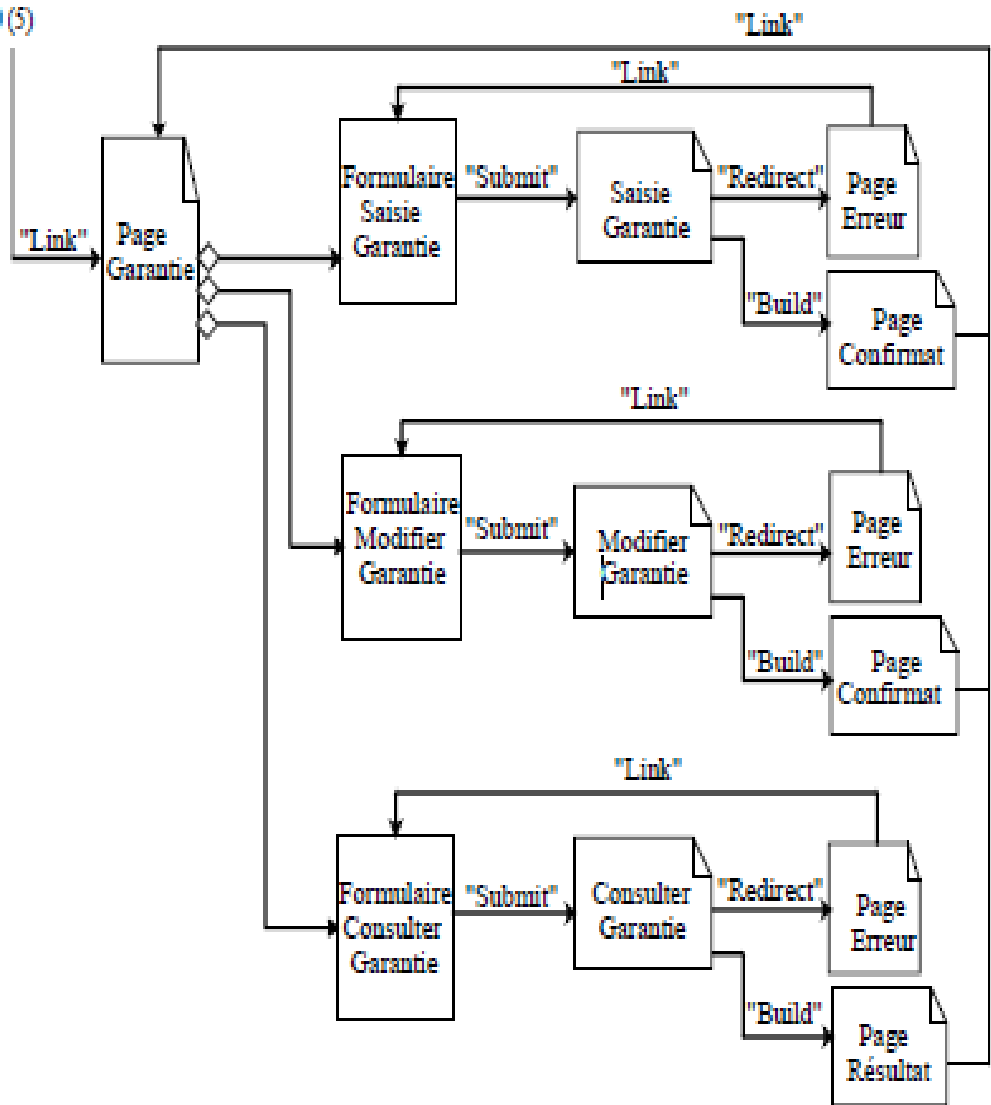 (5)
"Link"
"Link"
"Link"
Page
Garantie
Formulaire
Saisie
Garantie
"Submit"
Saisie
Garantie
"Redirect"
Page
Erreur
"Build"
Page
Confirmat
"Link"
Formulaire
Modifier
Garantie
"Submit"
Modifier
Garantie
"Redirect"
Page
Erreur
"Build"
Page
Confirmat
"Link"
Formulaire
Consulter
Garantie
"Submit"
Consulter
Garantie
"Redirect"
Page
Erreur
"Build"
Page
Résultat